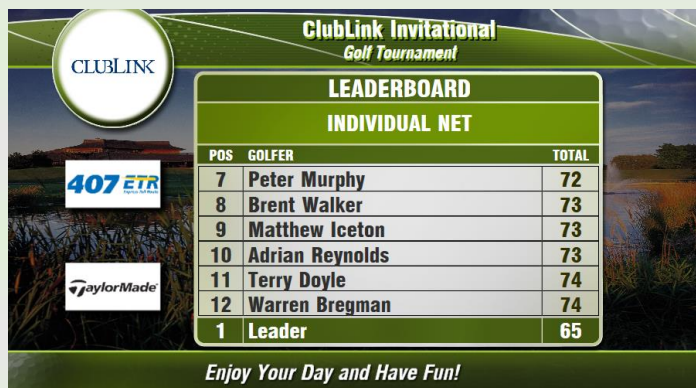 ClubLink Invitational
Golf Tournament
CLUBLINK
LEADERBOARD
INDIVIDUAL NET
POS GOLFER TOTAL
7 Peter Murphy 72
8 Brent Walker 73
9 Matthew Iceton 73
10 Adrian Reynolds 73
11 Terry Doyle 74
12 Warren Bregman 74
1 Leader 65
407 ETR
TaylorMade
Enjoy Your Day and Have Fun!